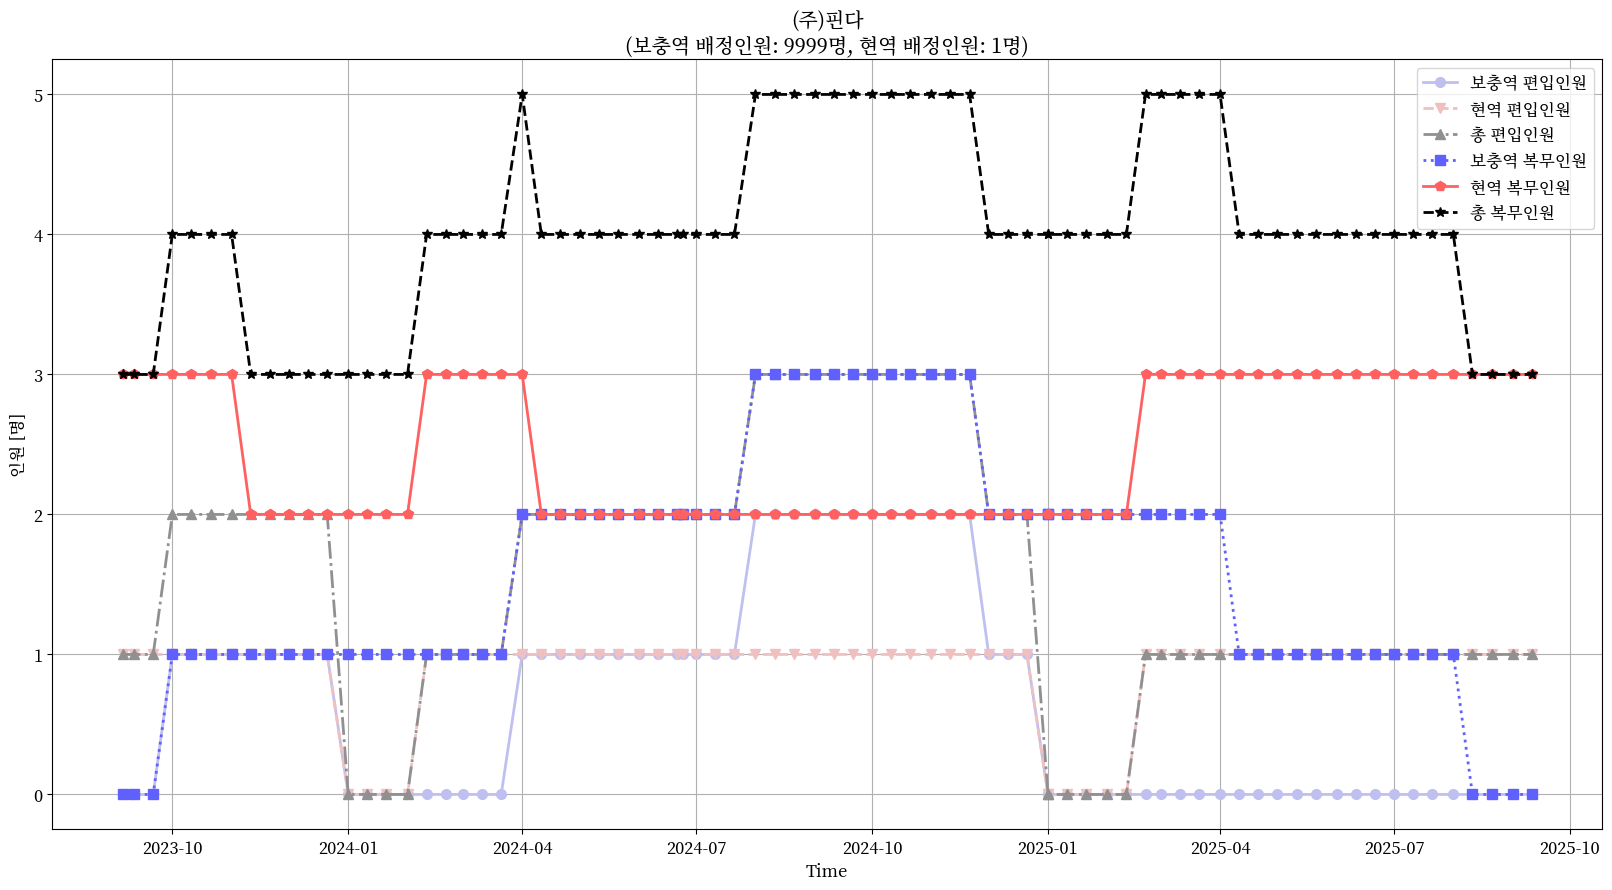 (주)핀다
(보충역 배정인원: 9999명, 현역 배정인원: 1명)
인원 [명]
5
4
3
2
1
0
보충역 편입인원
현역 편입인원
총 편입인원
보충역 복무인원
현역 복무인원
총 복무인원
2023-10
2024-01
2024-04
2024-07
2024-10
2025-01
2025-04
2025-07
2025-10
Time